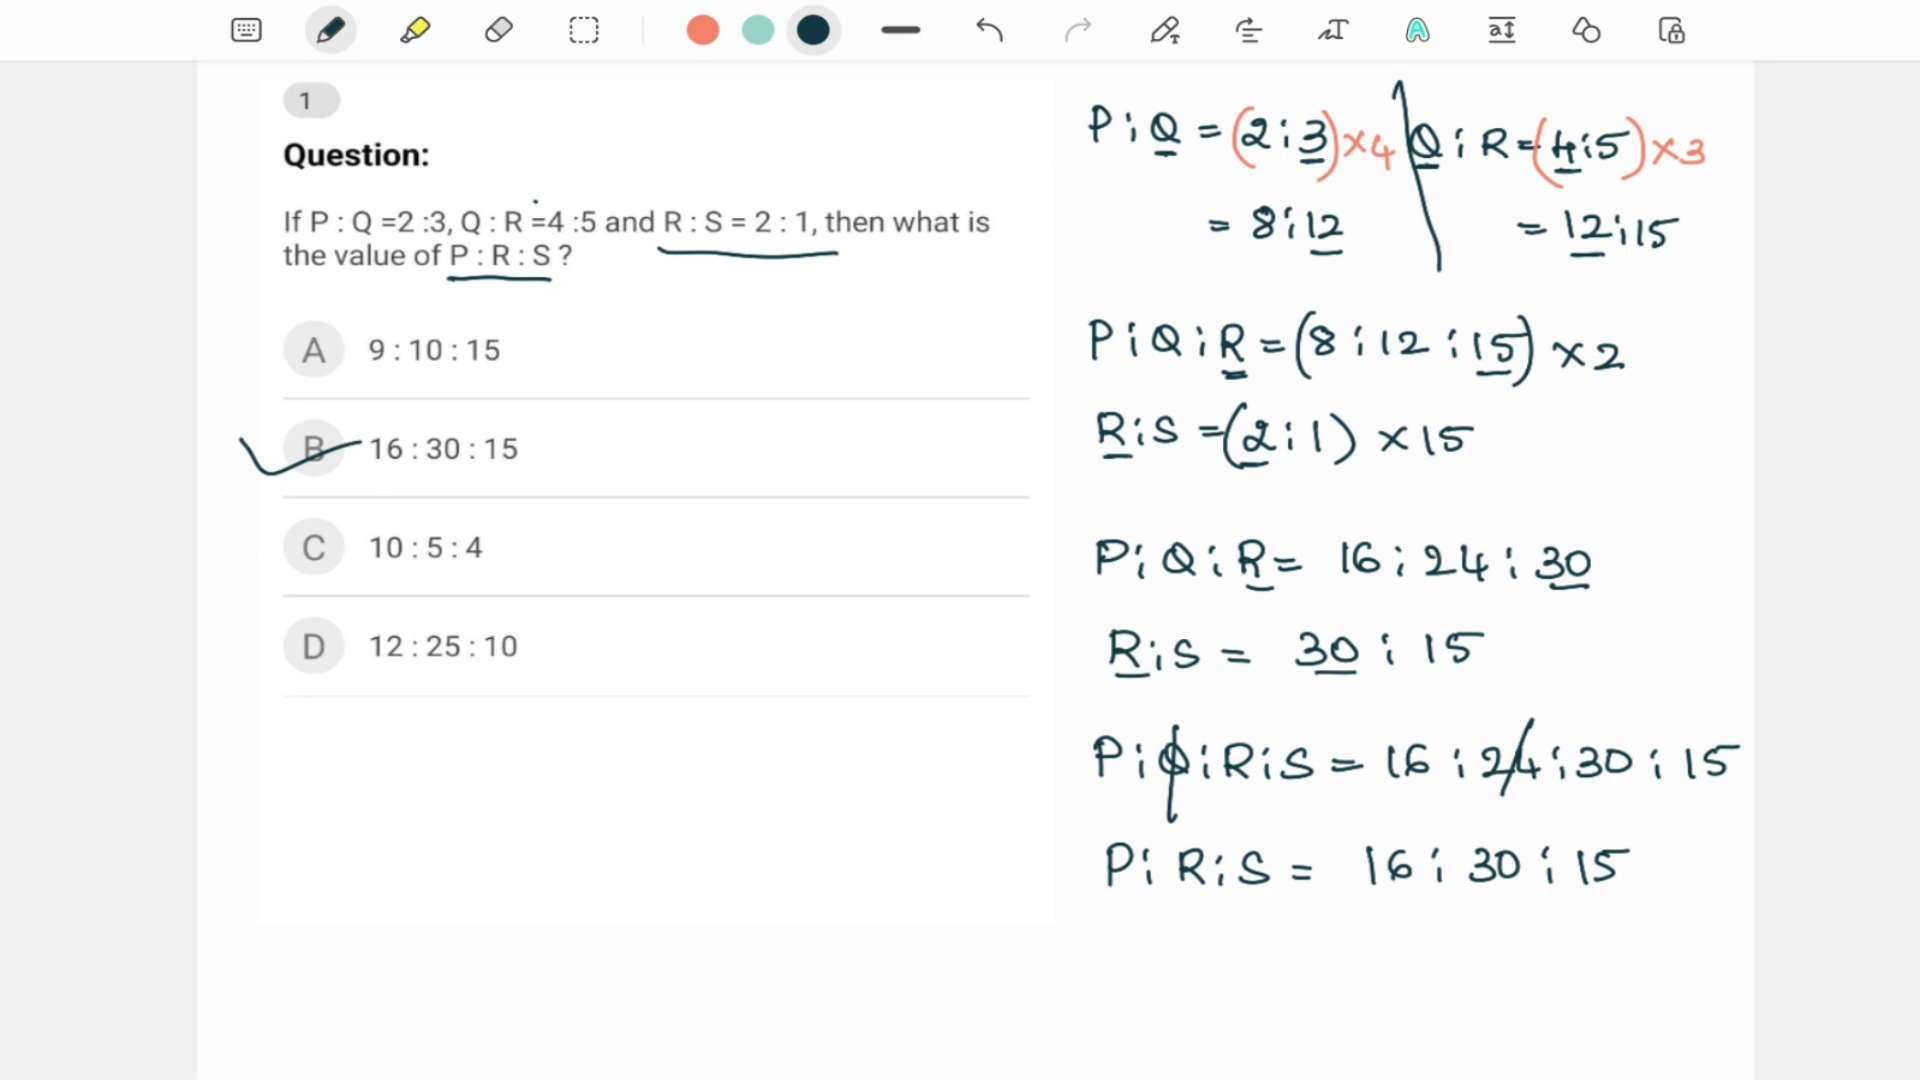 1
Question:
If P : Q =2 :3, Q : R =4 :5 and R : S = 2 : 1, then what is
the value of P : R : S ?
A 9 : 10 : 15
B 16 : 30 : 15
C 10 : 5 : 4
D 12 : 25 : 10
P : Q = (2 : 3) ×4
= 8 : 12
Q : R = (4 : 5) ×3
= 12 : 15
P : Q : R = (8 : 12 : 15) ×2
R : S = (2 : 1) × 15
P : Q : R = 16 : 24 : 30
R : S = 30 : 15
P : Q : R : S = 16 : 24 : 30 : 15
P : R : S = 16 : 30 : 15